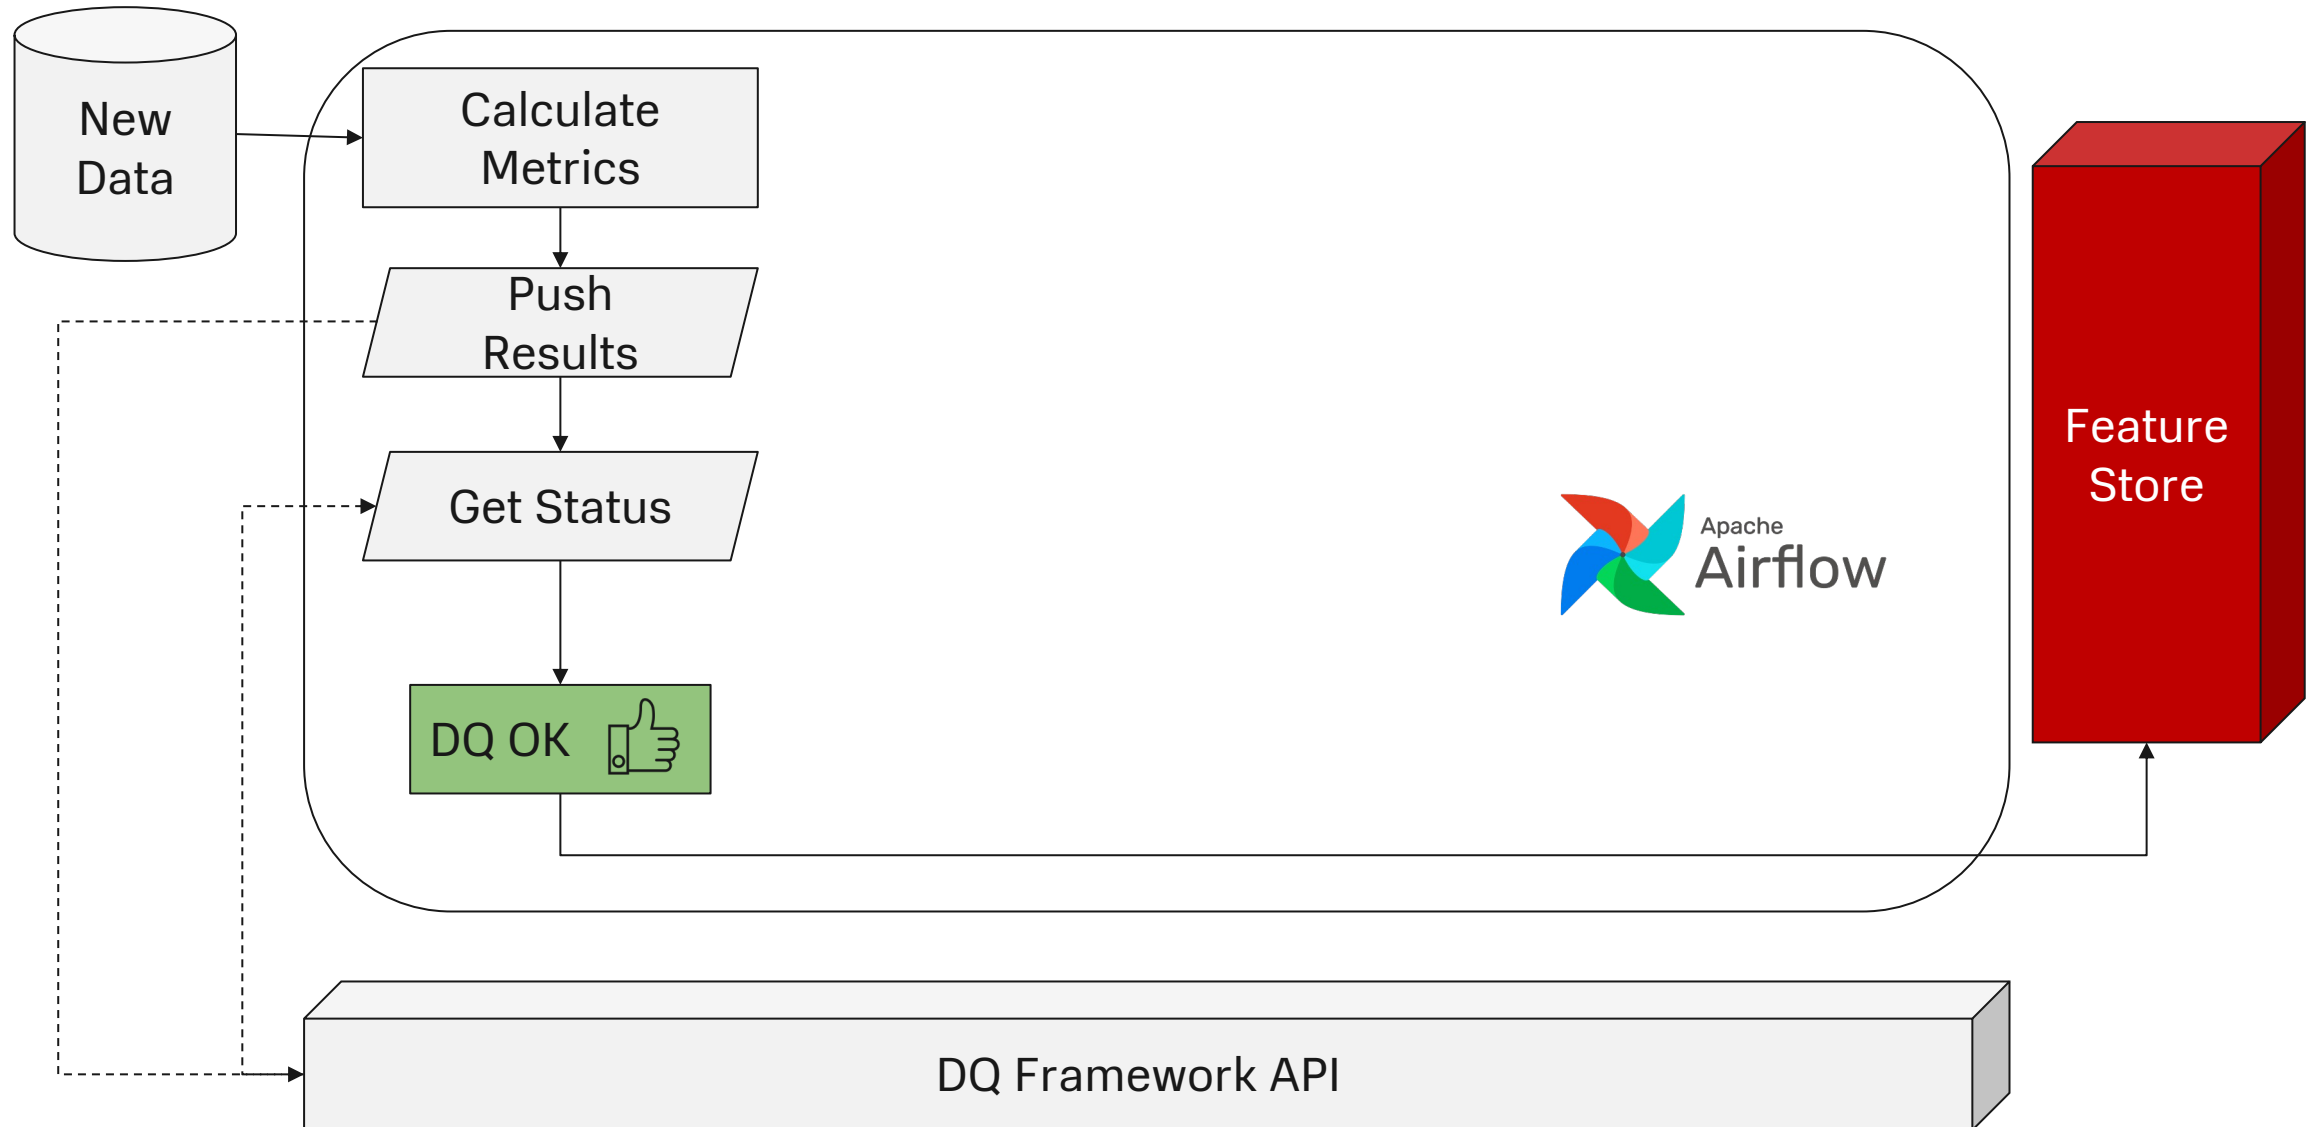 New
Data
Calculate
Metrics
Push
Results
Get Status
DQ OK
Apache
Airflow
Feature
Store
DQ Framework API